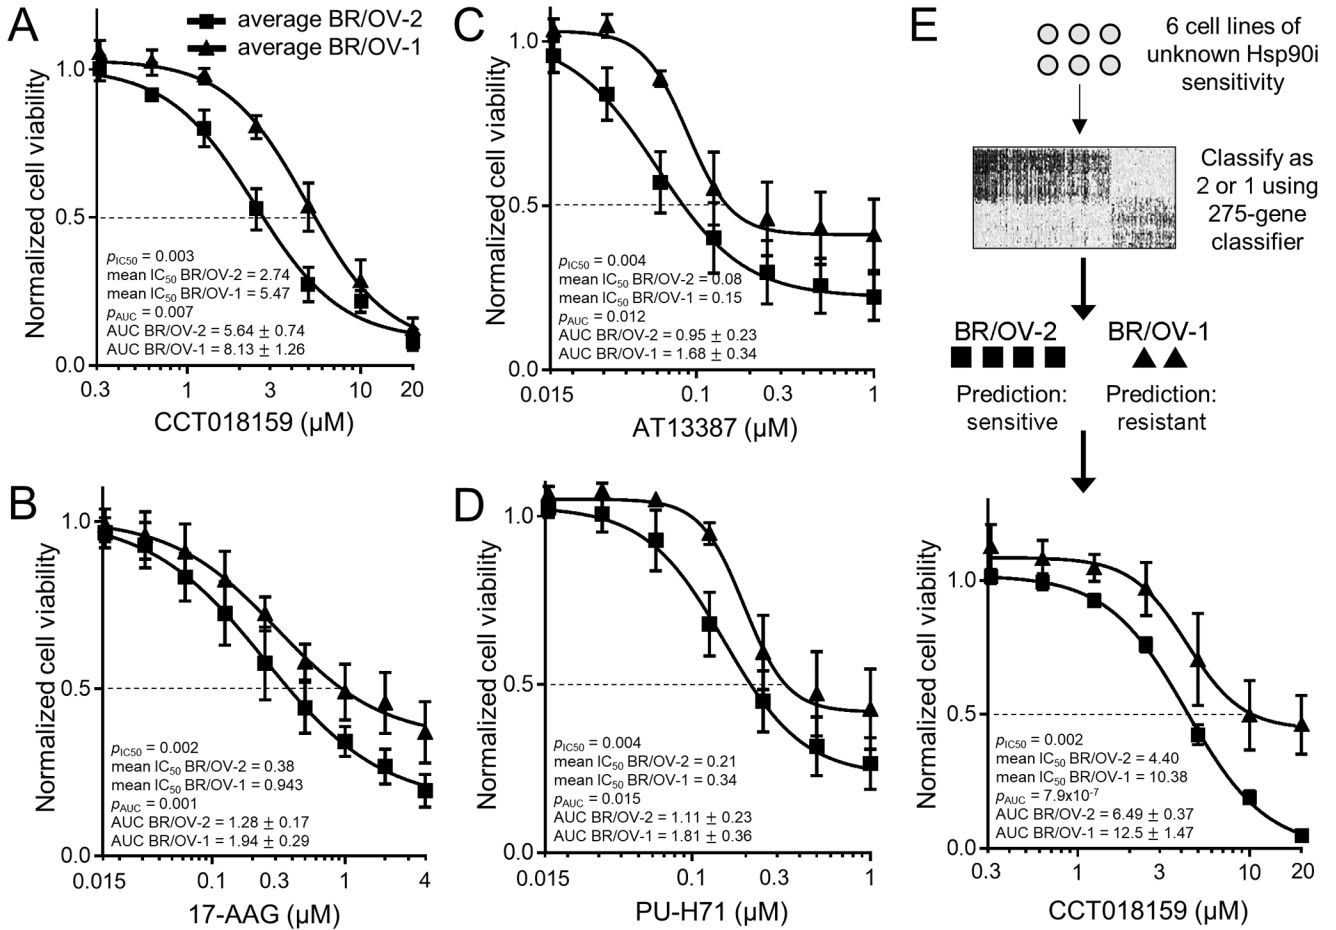 A
average BR/OV-2
average BR/OV-1
Normalized cell viability
1.0
0.5
0.0
pIC50 = 0.003
mean IC50 BR/OV-2 = 2.74
mean IC50 BR/OV-1 = 5.47
pAUC = 0.007
AUC BR/OV-2 = 5.64 ± 0.74
AUC BR/OV-1 = 8.13 ± 1.26
0.3 1 3 10 20
CCT018159 (µM)
B
Normalized cell viability
1.0
0.5
0.0
pIC50 = 0.002
mean IC50 BR/OV-2 = 0.38
mean IC50 BR/OV-1 = 0.943
pAUC = 0.001
AUC BR/OV-2 = 1.28 ± 0.17
AUC BR/OV-1 = 1.94 ± 0.29
0.015 0.1 0.3 1 4
17-AAG (µM)
C
Normalized cell viability
1.0
0.5
0.0
pIC50 = 0.004
mean IC50 BR/OV-2 = 0.08
mean IC50 BR/OV-1 = 0.15
pAUC = 0.012
AUC BR/OV-2 = 0.95 ± 0.23
AUC BR/OV-1 = 1.68 ± 0.34
0.015 0.1 0.3 1
AT13387 (µM)
D
Normalized cell viability
1.0
0.5
0.0
pIC50 = 0.004
mean IC50 BR/OV-2 = 0.21
mean IC50 BR/OV-1 = 0.34
pAUC = 0.015
AUC BR/OV-2 = 1.11 ± 0.23
AUC BR/OV-1 = 1.81 ± 0.36
0.015 0.1 0.3 1
PU-H71 (µM)
E
6 cell lines of
unknown Hsp90i
sensitivity
Classify as
2 or 1 using
275-gene
classifier
BR/OV-2 BR/OV-1
Prediction: Prediction:
sensitive resistant
Normalized cell viability
1.0
0.5
0.0
pIC50 = 0.002
mean IC50 BR/OV-2 = 4.40
mean IC50 BR/OV-1 = 10.38
pAUC = 7.9x10-7
AUC BR/OV-2 = 6.49 ± 0.37
AUC BR/OV-1 = 12.5 ± 1.47
0.3 1 3 10 20
CCT018159 (µM)